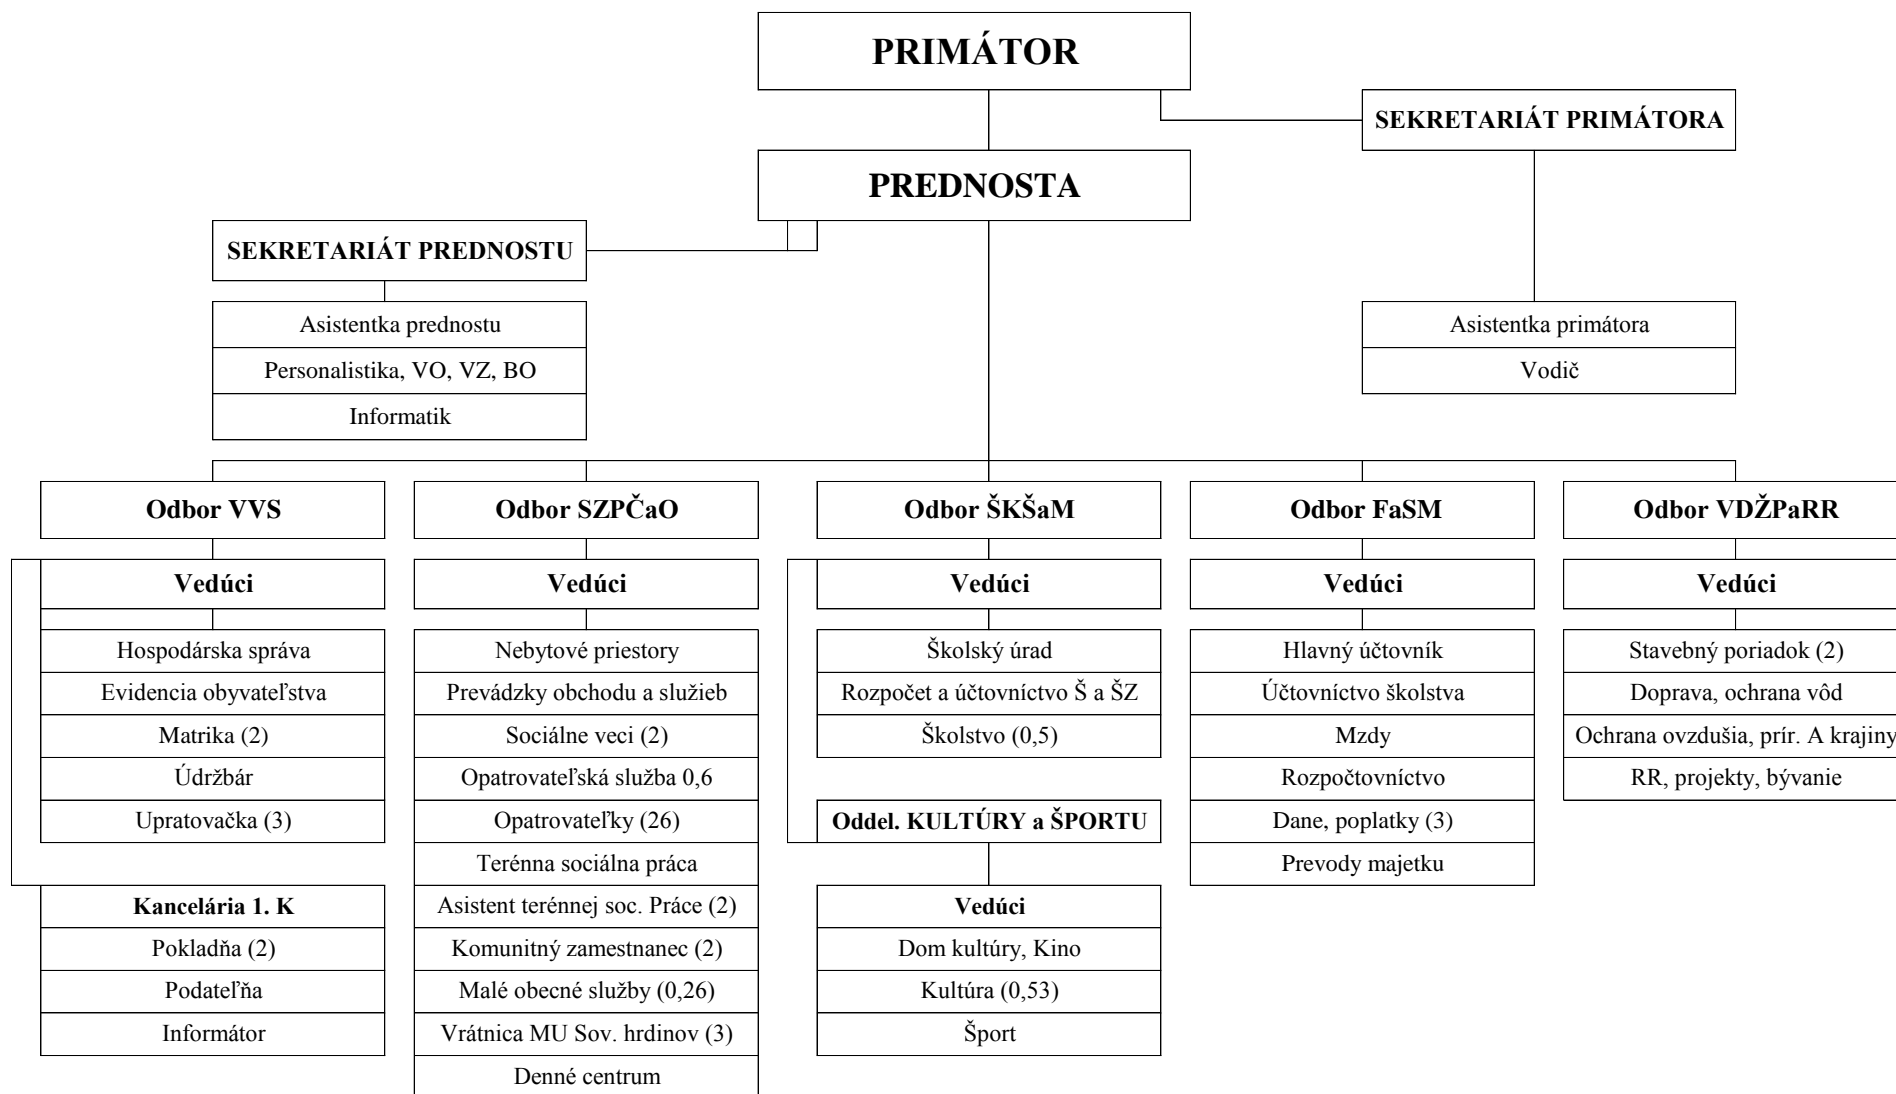 PRIMÁTOR
SEKRETARIÁT PRIMÁTORA
PREDNOSTA
SEKRETARIÁT PREDNOSTU
Asistentka prednostu
Personalistika, VO, VZ, BO
Informatik
Asistentka primátora
Vodič
Odbor VVS
Vedúci
Hospodárska správa
Evidencia obyvateľstva
Matrika (2)
Údržbár
Upratovačka (3)
Kancelária 1. K
Pokladňa (2)
Podateľňa
Informátor
Odbor SZPČaO
Vedúci
Nebytové priestory
Prevádzky obchodu a služieb
Sociálne veci (2)
Opatrovateľská služba 0,6
Opatrovateľky (26)
Terénna sociálna práca
Asistent terénnej soc. Práce (2)
Komunitný zamestnanec (2)
Malé obecné služby (0,26)
Vrátnica MU Sov. hrdinov (3)
Denné centrum
Odbor ŠKŠaM
Vedúci
Školský úrad
Rozpočet a účtovníctvo Š a ŠZ
Školstvo (0,5)
Oddel. KULTÚRY a ŠPORTU
Vedúci
Dom kultúry, Kino
Kultúra (0,53)
Šport
Odbor FaSM
Vedúci
Hlavný účtovník
Účtovníctvo školstva
Mzdy
Rozpočtovníctvo
Dane, poplatky (3)
Prevody majetku
Odbor VDŽPaRR
Vedúci
Stavebný poriadok (2)
Doprava, ochrana vôd
Ochrana ovzdušia, prír. A krajiny
RR, projekty, bývanie